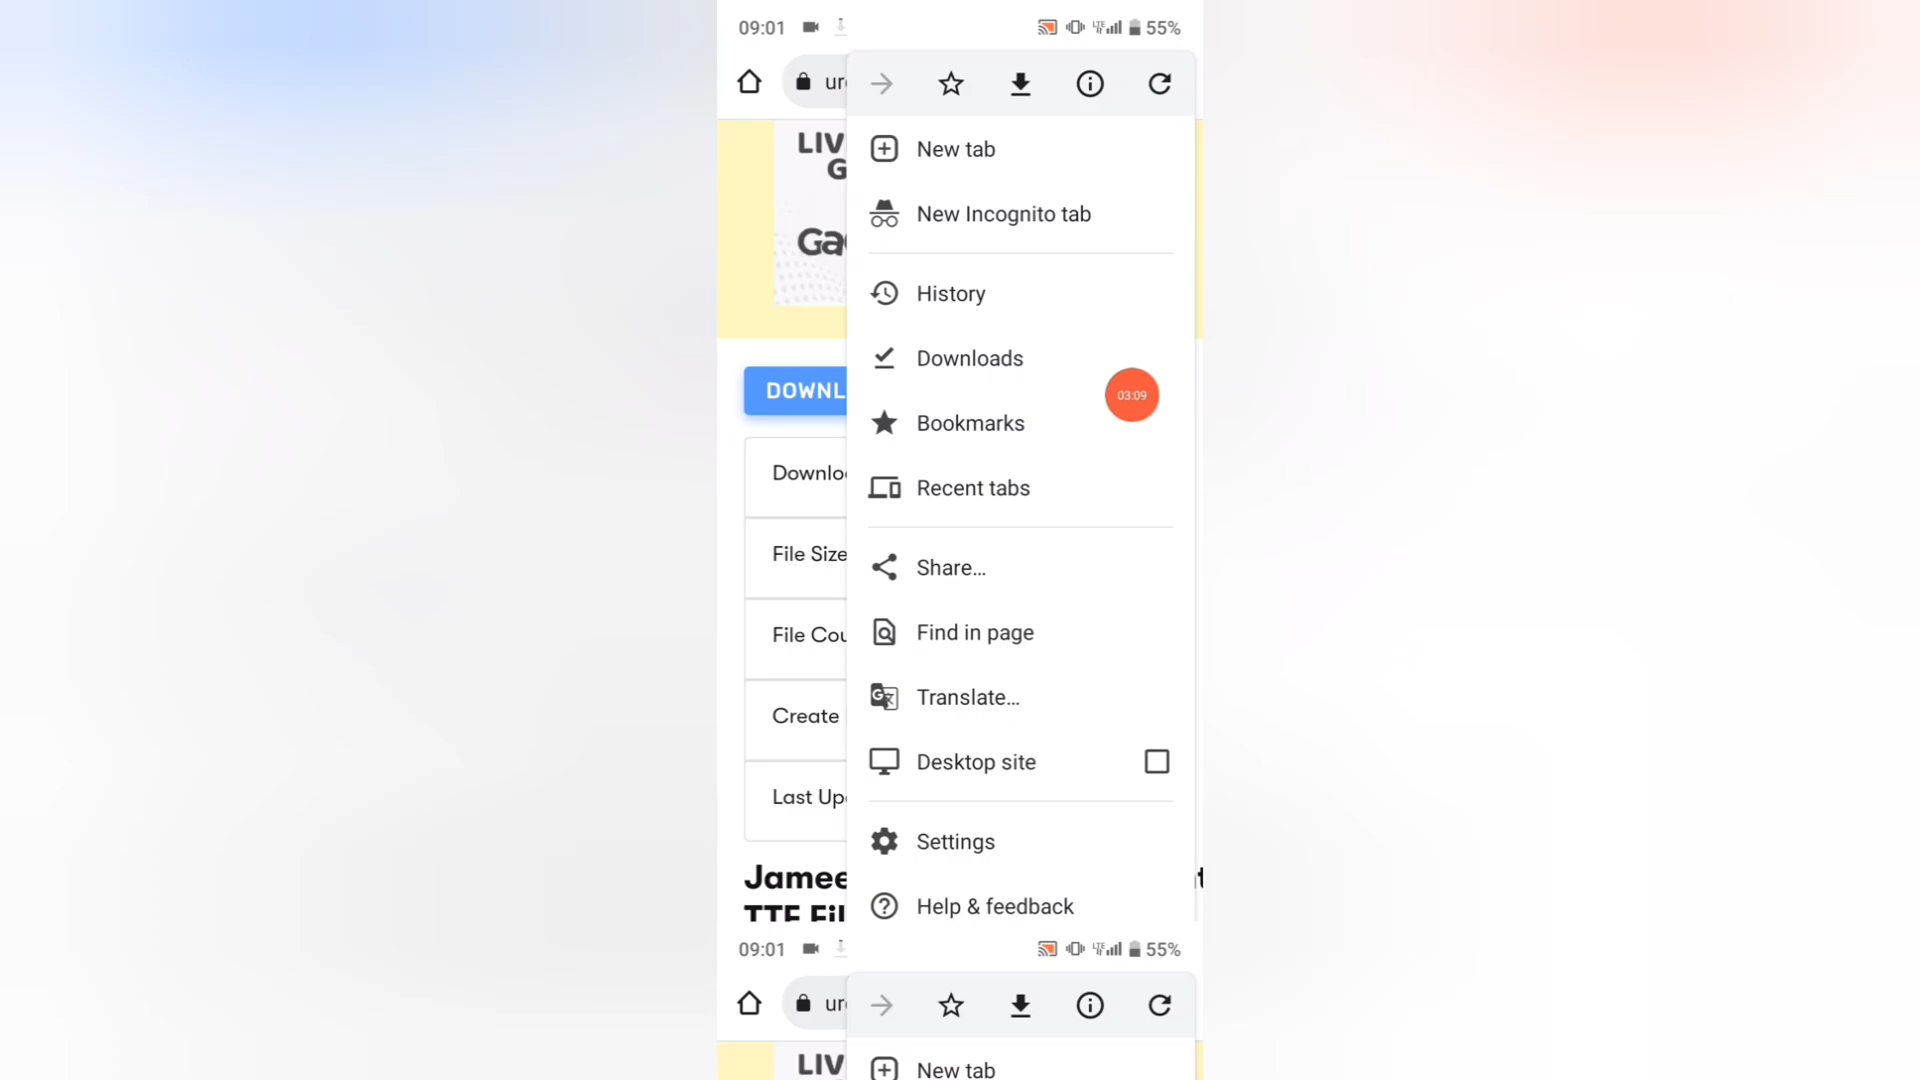 09:01 55%
ur
LIV
G
New tab
New Incognito tab
Ga
History
Downloads
DOWNL
03:09
Bookmarks
Downlo
Recent tabs
File Size
Share...
File Cou
Find in page
Create
Translate...
Desktop site
Last Up
Settings
Jamee
TTF Fil
Help & feedback
09:01 55%
ur
LIV
New tab